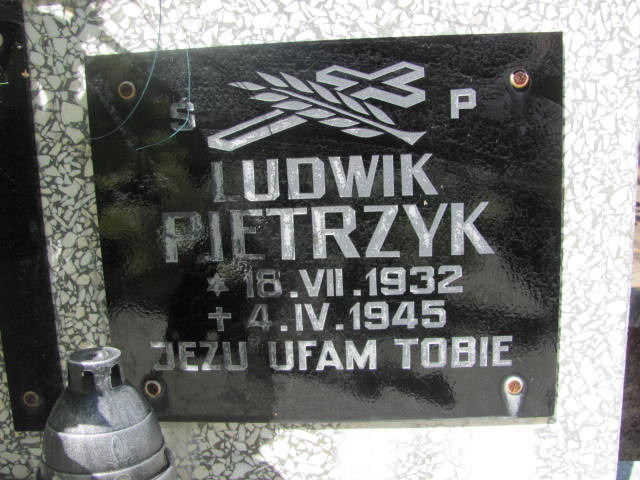 Ś P
LUDWIK
PIETRZYK
* 18.VII.1932
+ 4.IV.1945
JEZU UFAM TOBIE